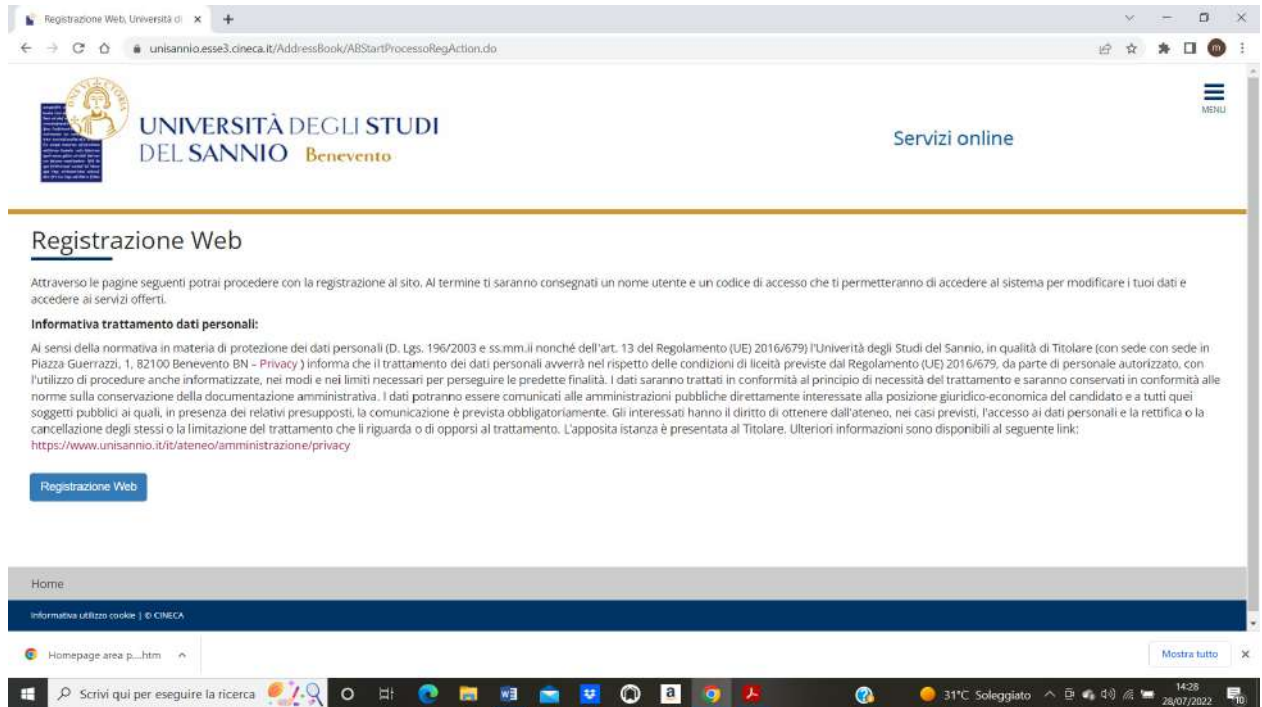 Registrazione Web, Università di
unisannio.esse3.cineca.it/AddressBook/ABStartProcessoRegAction.do
m
MENU
UNIVERSITÀ DEGLI STUDI
DEL SANNIO Benevento
Servizi online
Registrazione Web
Attraverso le pagine seguenti potrai procedere con la registrazione al sito. Al termine ti saranno consegnati un nome utente e un codice di accesso che ti permetteranno di accedere al sistema per modificare i tuoi dati e
accedere ai servizi offerti.
Informativa trattamento dati personali:
Ai sensi della normativa in materia di protezione dei dati personali (D. Lgs. 196/2003 e ss.mm.ii nonché dell'art. 13 del Regolamento (UE) 2016/679) l'Univerità degli Studi del Sannio, in qualità di Titolare (con sede con sede in
Piazza Guerrazzi, 1, 82100 Benevento BN – Privacy ) informa che il trattamento dei dati personali avverrà nel rispetto delle condizioni di liceità previste dal Regolamento (UE) 2016/679, da parte di personale autorizzato, con
l'utilizzo di procedure anche informatizzate, nei modi e nei limiti necessari per perseguire le predette finalità. I dati saranno trattati in conformità al principio di necessità del trattamento e saranno conservati in conformità alle
norme sulla conservazione della documentazione amministrativa. I dati potranno essere comunicati alle amministrazioni pubbliche direttamente interessate alla posizione giuridico-economica del candidato e a tutti quei
soggetti pubblici ai quali, in presenza dei relativi presupposti, la comunicazione è prevista obbligatoriamente. Gli interessati hanno il diritto di ottenere dall'ateneo, nei casi previsti, l'accesso ai dati personali e la rettifica o la
cancellazione degli stessi o la limitazione del trattamento che li riguarda o di opporsi al trattamento. L'apposita istanza è presentata al Titolare. Ulteriori informazioni sono disponibili al seguente link:
https://www.unisannio.it/it/ateneo/amministrazione/privacy
Registrazione Web
Home
Informativa utilizzo cookie | © CINECA
Homepage area p....htm
Mostra tutto
Scrivi qui per eseguire la ricerca
31°C Soleggiato
14:28
28/07/2022
10